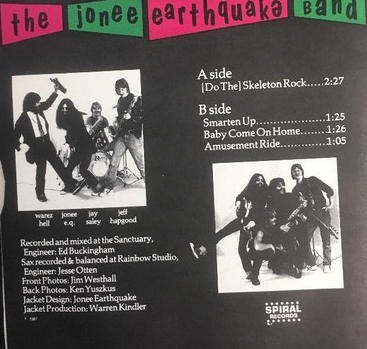 the jonee earthquake Band
A side
[Do The] Skeleton Rock.....2:27
B side
Smarten Up.....................1:25
Baby Come On Home........1:26
Amusement Ride..............1:05
warez jonee jay jeff
hell e.q. saley hapgood
Recorded and mixed at the Sanctuary,
Engineer: Ed Buckingham
Sax recorded & balanced at Rainbow Studio,
Engineer: Jesse Otten
Front Photos: Jim Westhall
Back Photos: Ken Yuszkus
Jacket Design: Jonee Earthquake
Jacket Production: Warren Kindler
SPIRAL
RECORDS